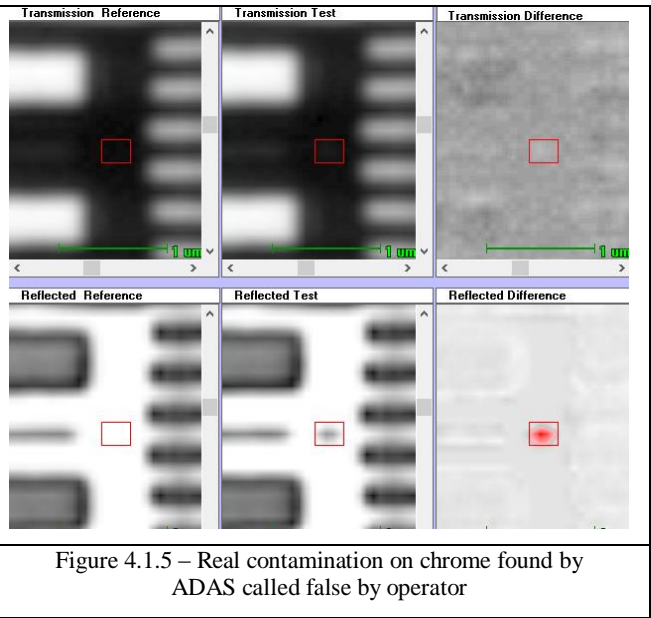 Transmission Reference
Transmission Test
Transmission Difference
1 um
1 um
1 um
Reflected Reference
Reflected Test
Reflected Difference
Figure 4.1.5 – Real contamination on chrome found by
ADAS called false by operator